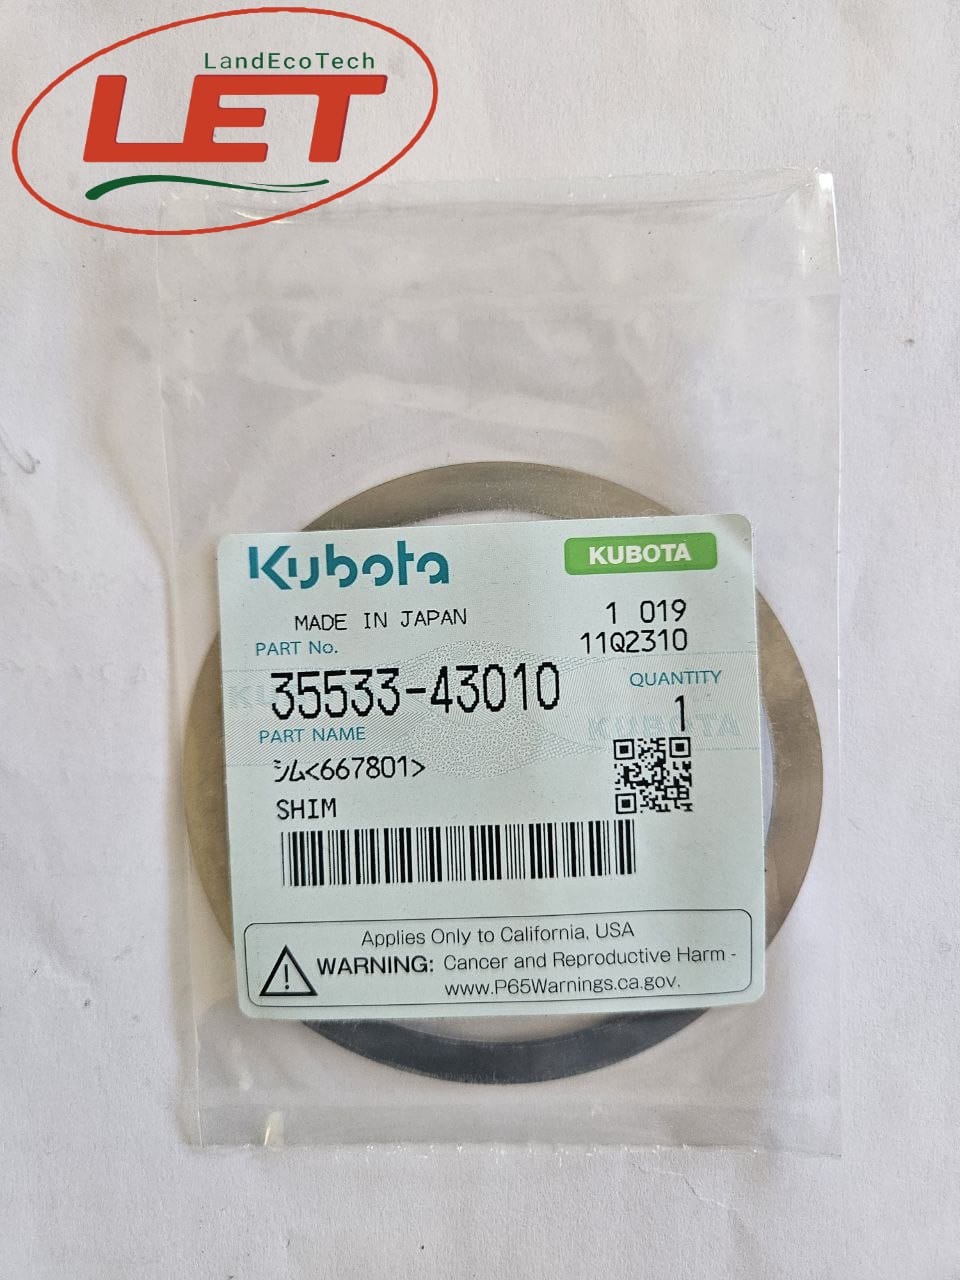 LandEcoTech
LET
Kubota
KUBOTA
MADE IN JAPAN
1 019
11Q2310
PART No.
35533-43010
QUANTITY
1
PART NAME
シム<667801>
SHIM
Applies Only to California, USA
WARNING: Cancer and Reproductive Harm -
www.P65Warnings.ca.gov.